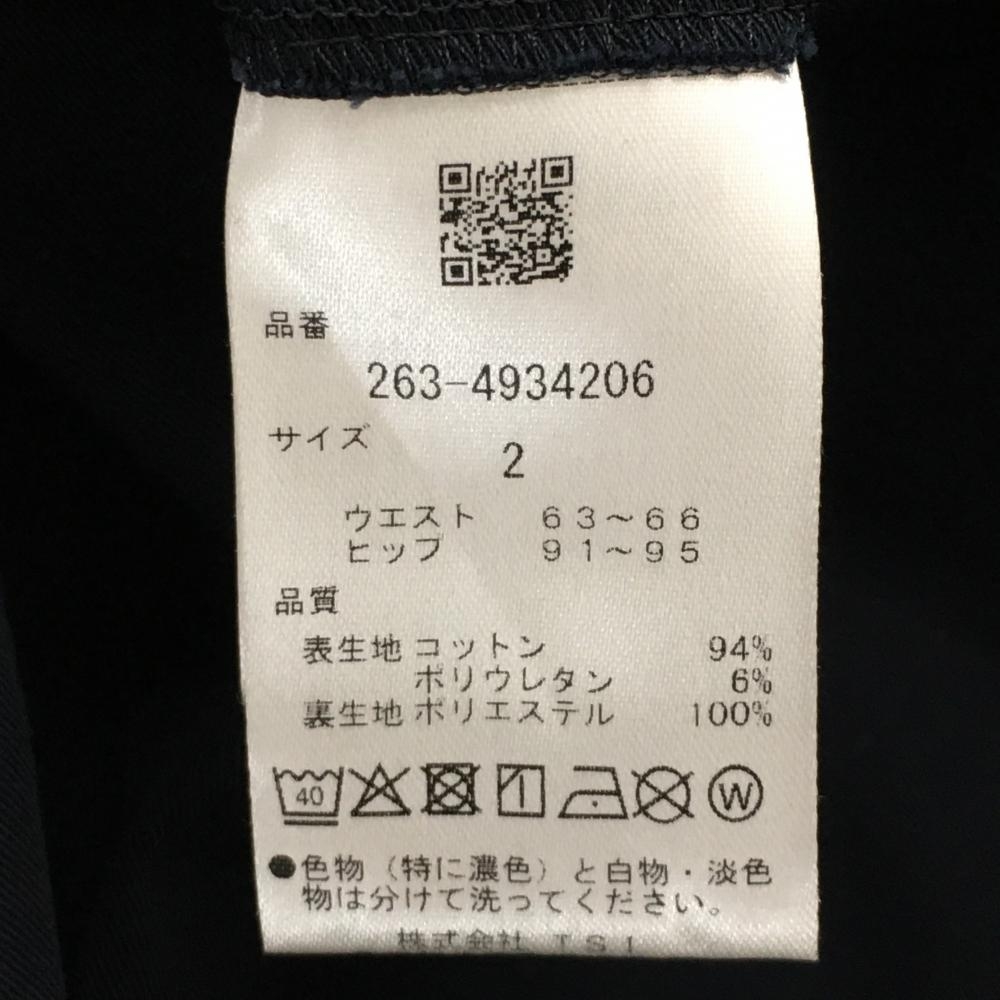 品番
263-4934206
サイズ
2
ウエスト 63～66
ヒップ 91～95
品質
表生地 コットン 94%
ポリウレタン 6%
裏生地 ポリエステル 100%
40 W
●色物（特に濃色）と白物・淡色
物は分けて洗ってください。
株式会社 TSI